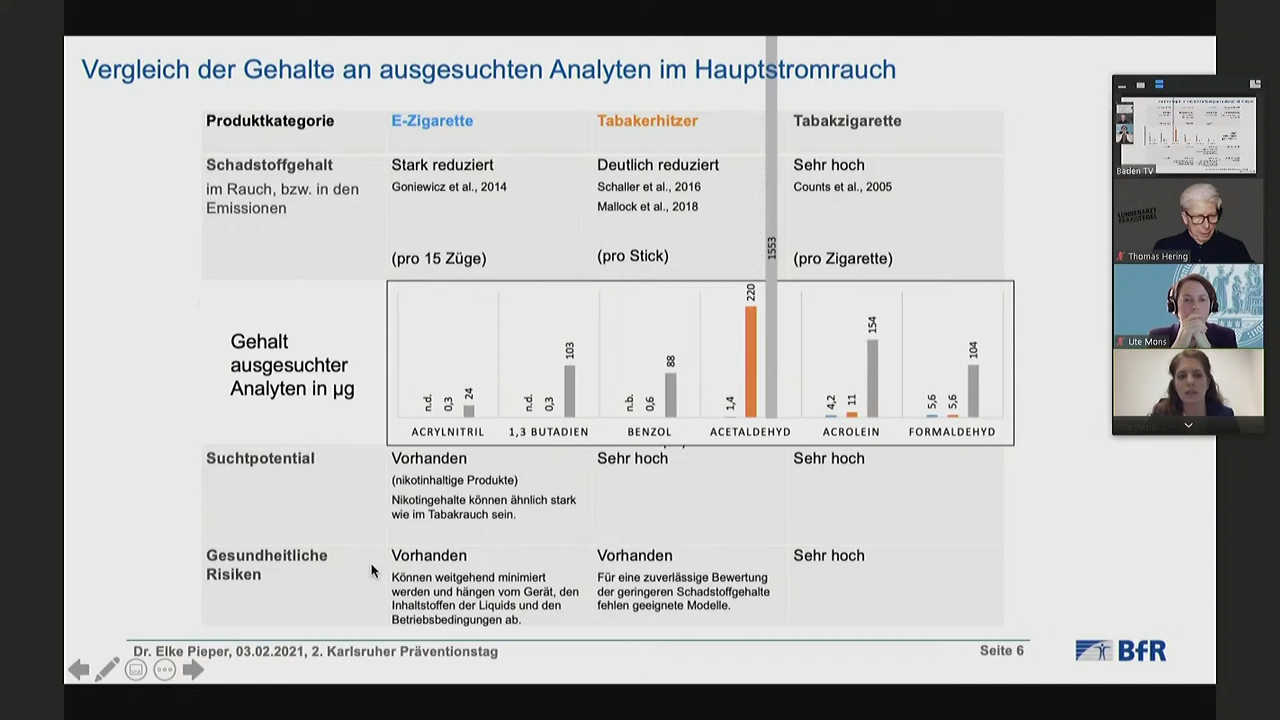 Vergleich der Gehalte an ausgesuchten Analyten im Hauptstromrauch
Produktkategorie
E-Zigarette
Tabakerhitzer
Tabakzigarette
Schadstoffgehalt
im Rauch, bzw. in den
Emissionen
Stark reduziert
Goniewicz et al., 2014
(pro 15 Züge)
Deutlich reduziert
Schaller et al., 2016
Mallock et al., 2018
(pro Stick)
Sehr hoch
Counts et al., 2005
(pro Zigarette)
Gehalt
ausgesuchter
Analyten in µg
n.d.
0,3
24
n.d.
0,3
103
n.b.
0,6
88
1,4
220
1553
4,2
11
154
5,6
5,6
104
ACRYLNITRIL
1,3 BUTADIEN
BENZOL
ACETALDEHYD
ACROLEIN
FORMALDEHYD
Suchtpotential
Vorhanden
(nikotinhaltige Produkte)
Nikotingehalte können ähnlich stark
wie im Tabakrauch sein.
Sehr hoch
Sehr hoch
Gesundheitliche
Risiken
Vorhanden
Können weitgehend minimiert
werden und hängen vom Gerät, den
Inhaltstoffen der Liquids und den
Betriebsbedingungen ab.
Vorhanden
Für eine zuverlässige Bewertung
der geringeren Schadstoffgehalte
fehlen geeignete Modelle.
Sehr hoch
Dr. Elke Pieper, 03.02.2021, 2. Karlsruher Präventionstag
Seite 6
BfR
Baden TV
LUNGENARZT
PRAXISTEGEL
Thomas Hering
Ute Mons